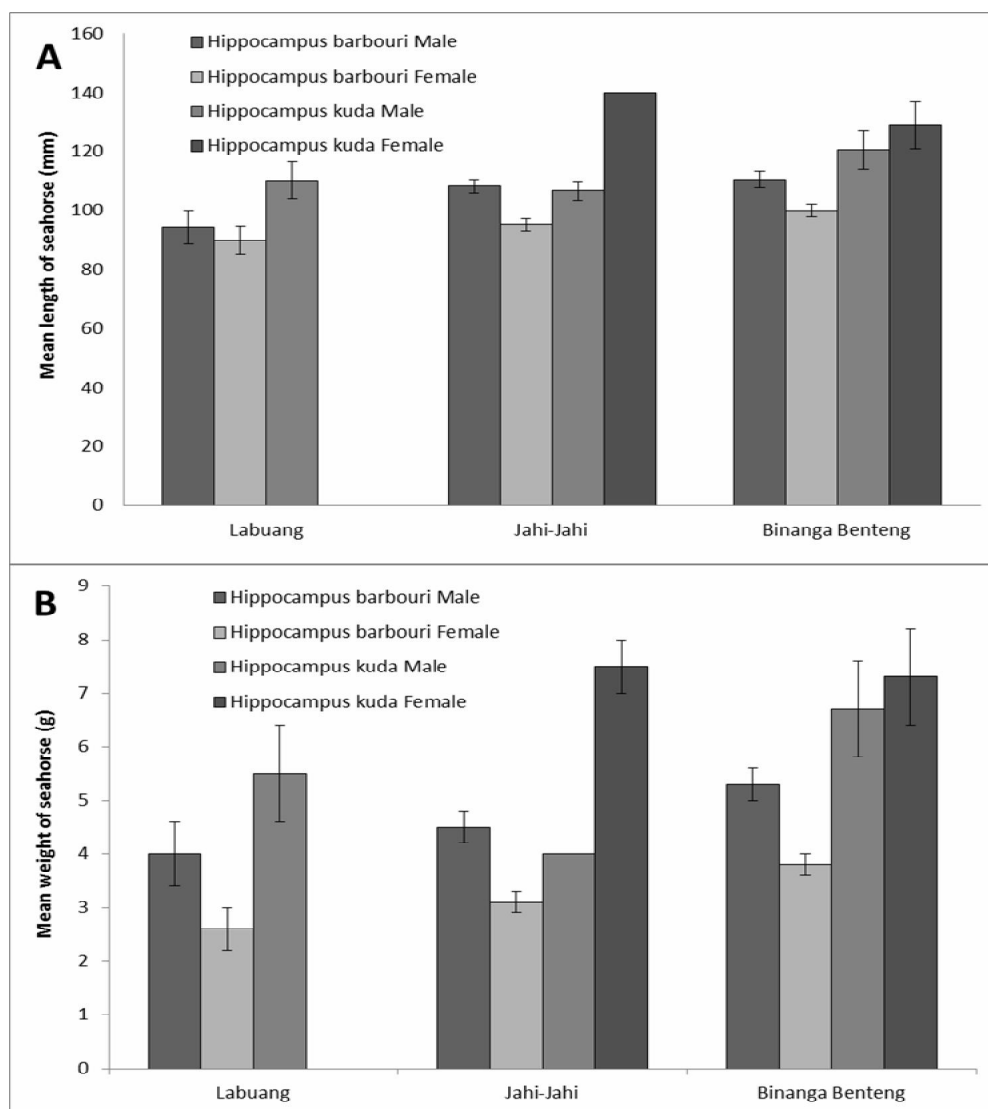 A
Hippocampus barbouri Male
Hippocampus barbouri Female
Hippocampus kuda Male
Hippocampus kuda Female
Mean length of seahorse (mm)
160
140
120
100
80
60
40
20
0
Labuang Jahi-Jahi Binanga Benteng
B
Hippocampus barbouri Male
Hippocampus barbouri Female
Hippocampus kuda Male
Hippocampus kuda Female
Mean weight of seahorse (g)
9
8
7
6
5
4
3
2
1
0
Labuang Jahi-Jahi Binanga Benteng